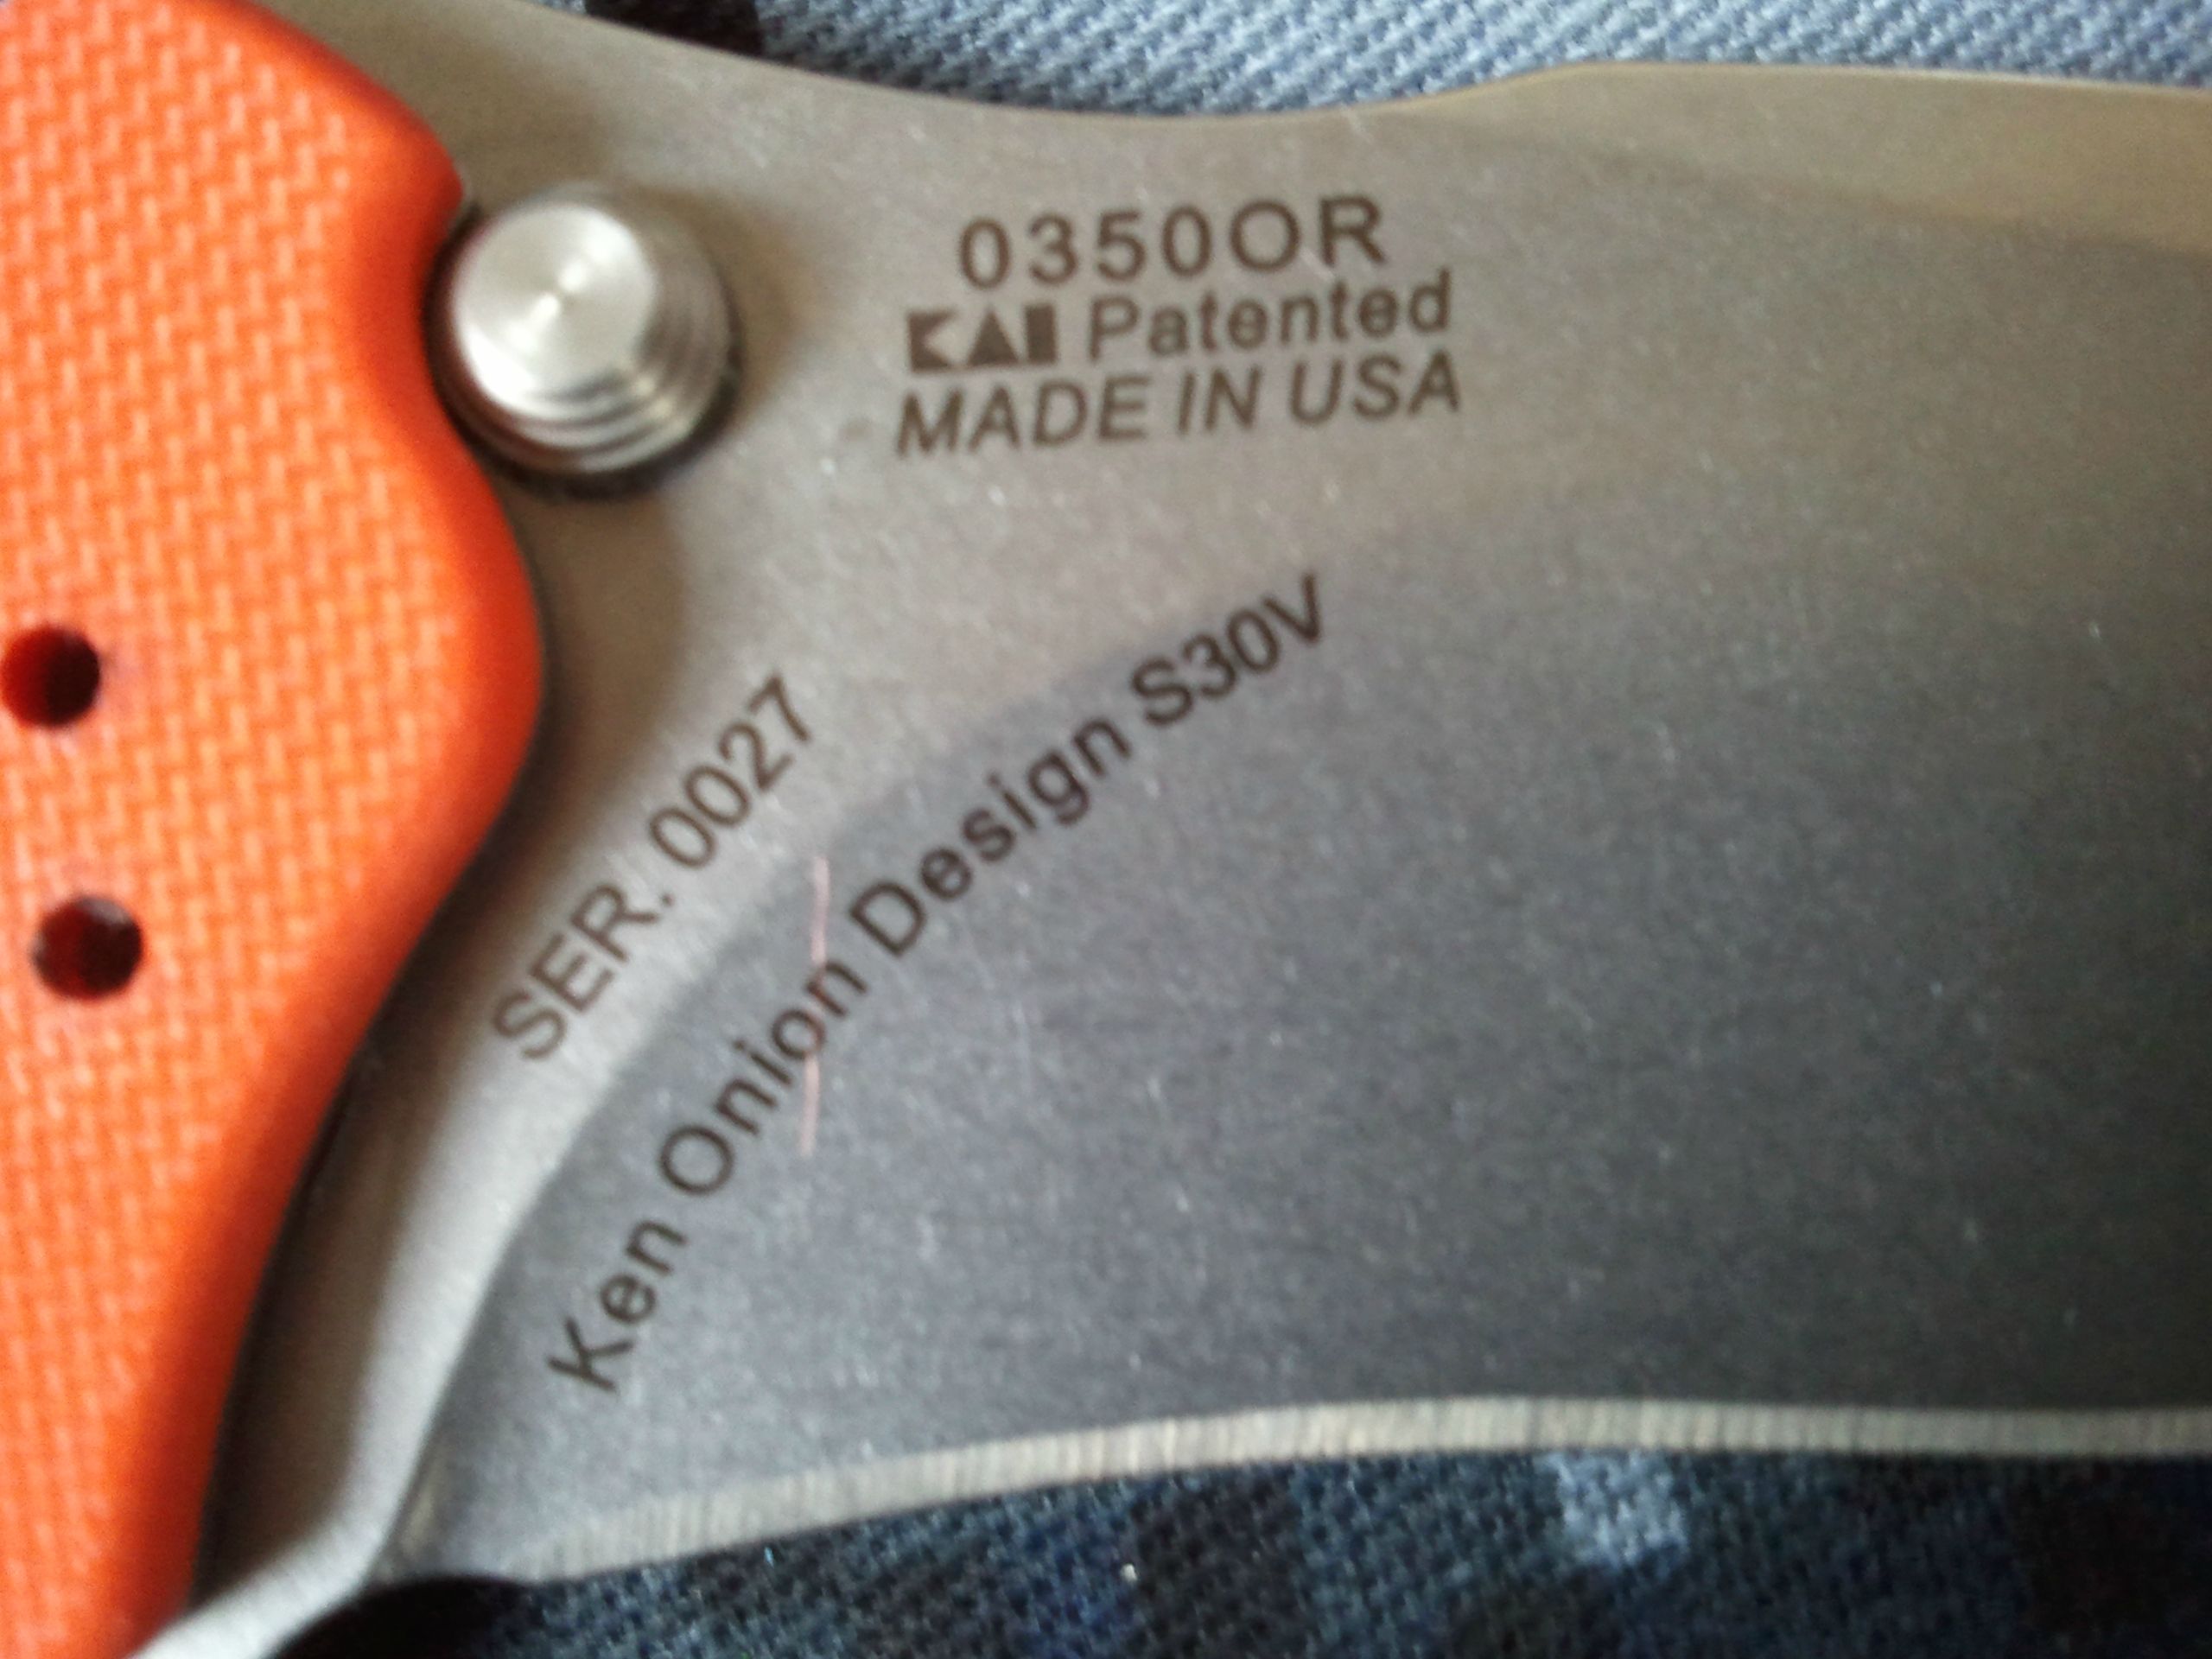 0350OR
KAI Patented
MADE IN USA
SER. 0027
Ken Onion Design S30V